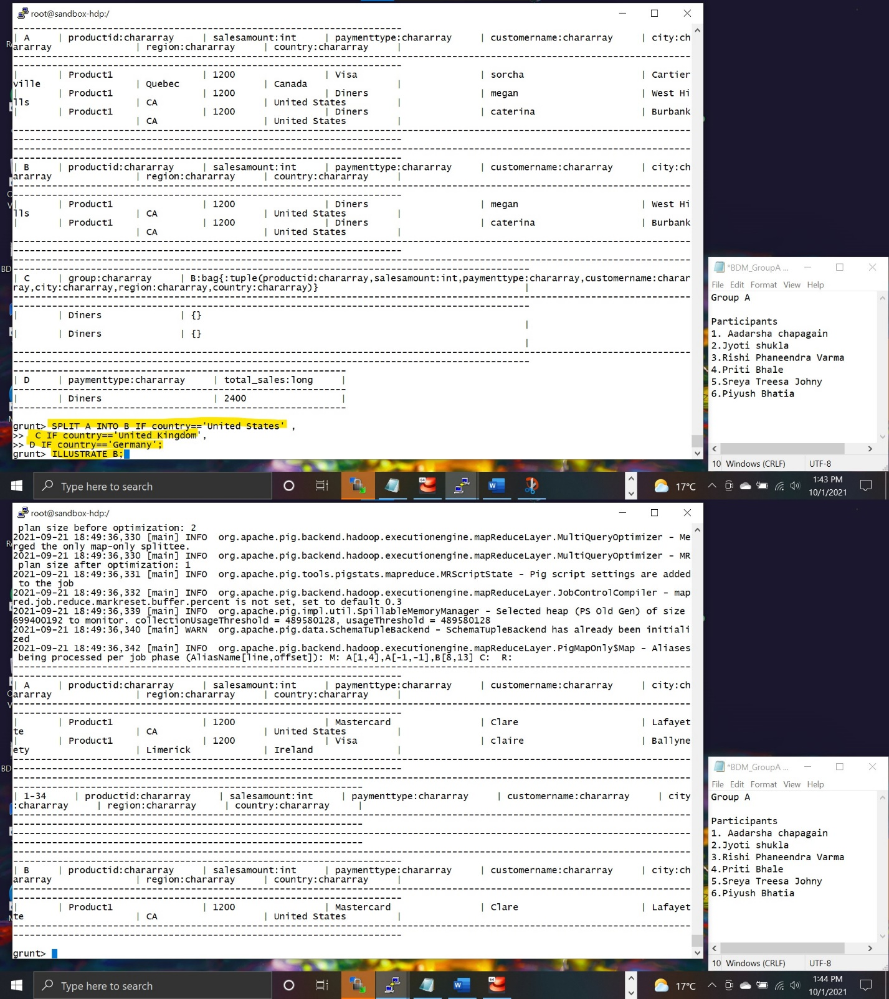 root@sandbox-hdp:/
| A | productid:chararray | salesamount:int | paymenttype:chararray | customername:chararray | city:ch
ararray | region:chararray | country:chararray |
| | Product1 | 1200 | Visa | sorcha | Cartier
ville | Quebec | Canada |
| | Product1 | 1200 | Diners | megan | West Hi
lls | CA | United States |
| | Product1 | 1200 | Diners | caterina | Burbank
| CA | United States |
| B | productid:chararray | salesamount:int | paymenttype:chararray | customername:chararray | city:ch
ararray | region:chararray | country:chararray |
| | Product1 | 1200 | Diners | megan | West Hi
lls | CA | United States |
| | Product1 | 1200 | Diners | caterina | Burbank
| CA | United States |
| C | group:chararray | B:bag{:tuple(productid:chararray,salesamount:int,paymenttype:chararray,customername:charar
ray,city:chararray,region:chararray,country:chararray)} |
| | Diners | {}
|
| | Diners | {}
|
| D | paymenttype:chararray | total_sales:long |
| | Diners | 2400 |
grunt> SPLIT A INTO B IF country=='United States' ,
>> C IF country=='United Kingdom',
>> D IF country=='Germany';
grunt> ILLUSTRATE B;
*BDM_GroupA ...
File Edit Format View Help
Group A
Participants
1. Aadarsha chapagain
2.Jyoti shukla
3.Rishi Phaneendra Varma
4.Priti Bhale
5.Sreya Treesa Johny
6.Piyush Bhatia
10 Windows (CRLF) UTF-8
Type here to search
17°C
1:43 PM
10/1/2021
root@sandbox-hdp:/
plan size before optimization: 2
2021-09-21 18:49:36,330 [main] INFO org.apache.pig.backend.hadoop.executionengine.mapReduceLayer.MultiQueryOptimizer - Me
rged the only map-only splittee.
2021-09-21 18:49:36,330 [main] INFO org.apache.pig.backend.hadoop.executionengine.mapReduceLayer.MultiQueryOptimizer - MR
plan size after optimization: 1
2021-09-21 18:49:36,331 [main] INFO org.apache.pig.tools.pigstats.mapreduce.MRScriptState - Pig script settings are added
to the job
2021-09-21 18:49:36,332 [main] INFO org.apache.pig.backend.hadoop.executionengine.mapReduceLayer.JobControlCompiler - map
red.job.reduce.markreset.buffer.percent is not set, set to default 0.3
2021-09-21 18:49:36,339 [main] INFO org.apache.pig.impl.util.SpillableMemoryManager - Selected heap (PS Old Gen) of size
699400192 to monitor. collectionUsageThreshold = 489580128, usageThreshold = 489580128
2021-09-21 18:49:36,340 [main] WARN org.apache.pig.data.SchemaTupleBackend - SchemaTupleBackend has already been initiali
zed
2021-09-21 18:49:36,342 [main] INFO org.apache.pig.backend.hadoop.executionengine.mapReduceLayer.PigMapOnly$Map - Aliases
being processed per job phase (AliasName[line,offset]): M: A[1,4],A[-1,-1],B[8,13] C: R:
| A | productid:chararray | salesamount:int | paymenttype:chararray | customername:chararray | city:ch
ararray | region:chararray | country:chararray |
| | Product1 | 1200 | Mastercard | Clare | Lafayet
te | CA | United States |
| | Product1 | 1200 | Visa | claire | Ballyne
ety | Limerick | Ireland |
| 1-34 | productid:chararray | salesamount:int | paymenttype:chararray | customername:chararray | city
:chararray | region:chararray | country:chararray |
| B | productid:chararray | salesamount:int | paymenttype:chararray | customername:chararray | city:ch
ararray | region:chararray | country:chararray |
| | Product1 | 1200 | Mastercard | Clare | Lafayet
te | CA | United States |
grunt>
*BDM_GroupA ...
File Edit Format View Help
Group A
Participants
1. Aadarsha chapagain
2.Jyoti shukla
3.Rishi Phaneendra Varma
4.Priti Bhale
5.Sreya Treesa Johny
6.Piyush Bhatia
10 Windows (CRLF) UTF-8
Type here to search
17°C
1:44 PM
10/1/2021